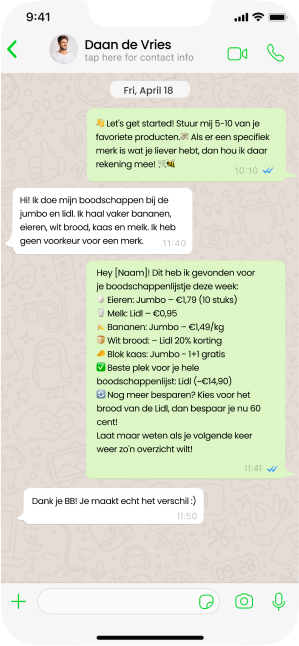 9:41
Daan de Vries
tap here for contact info
Fri, April 18
👋Let's get started! Stuur mij 5-10 van je
favoriete producten.🛒 Als er een specifiek
merk is wat je liever hebt, dan hou ik daar
rekening mee! 🛒🐝
10:10
Hi! Ik doe mijn boodschappen bij de
jumbo en lidl. Ik haal vaker bananen,
eieren, wit brood, kaas en melk. Ik heb
geen voorkeur voor een merk.
11:40
Hey [Naam]! Dit heb ik gevonden voor
je boodschappenlijstje deze week:
🥚 Eieren: Jumbo – €1,79 (10 stuks)
🥛 Melk: Lidl – €0,95
🍌 Bananen: Jumbo – €1,49/kg
🍞 Wit brood: – Lidl 20% korting
🧀 Blok kaas: Jumbo - 1+1 gratis
✅ Beste plek voor je hele
boodschappenlijst: Lidl (~€14,90)
🔄 Nog meer besparen? Kies voor het
brood van de Lidl, dan bespaar je nu 60
cent!
Laat maar weten als je volgende keer
weer zo'n overzicht wilt!
11:41
Dank je BB! Je maakt echt het verschil :)
11:50